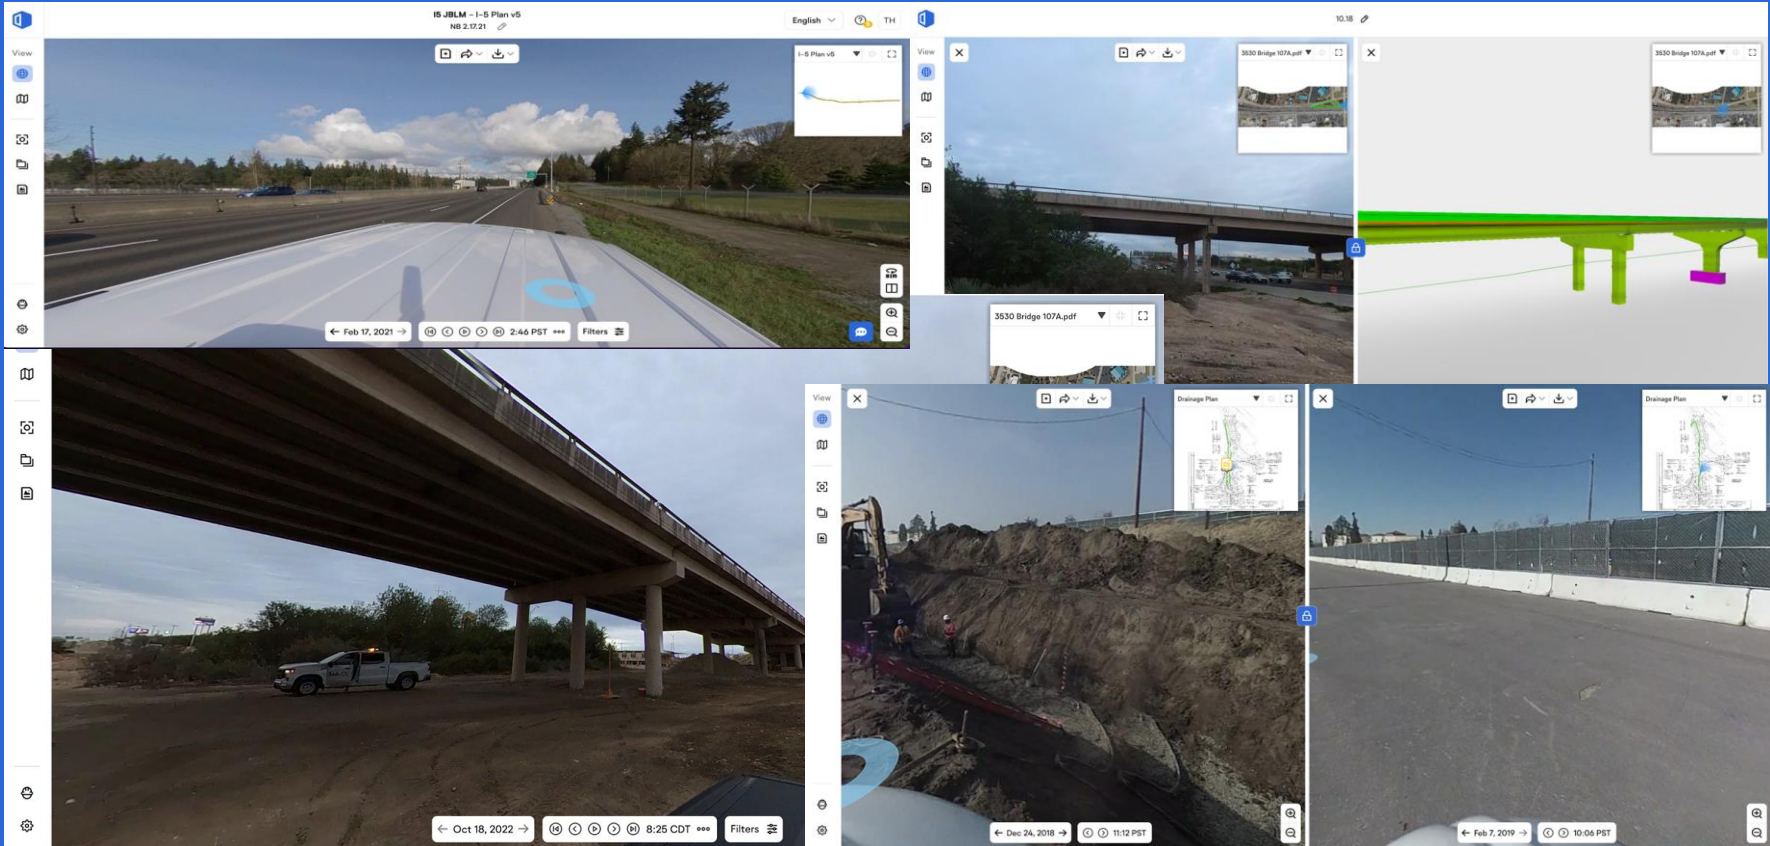 I5 JBLM – I-5 Plan v5
NB 2.17.21
English
TH
View
I-5 Plan v5
Feb 17, 2021
2:46 PST
Filters
10.18
View
3530 Bridge 107A.pdf
3530 Bridge 107A.pdf
3530 Bridge 107A.pdf
Oct 18, 2022
8:25 CDT
Filters
View
Drainage Plan
Drainage Plan
Dec 24, 2018
11:12 PST
Feb 7, 2019
10:06 PST